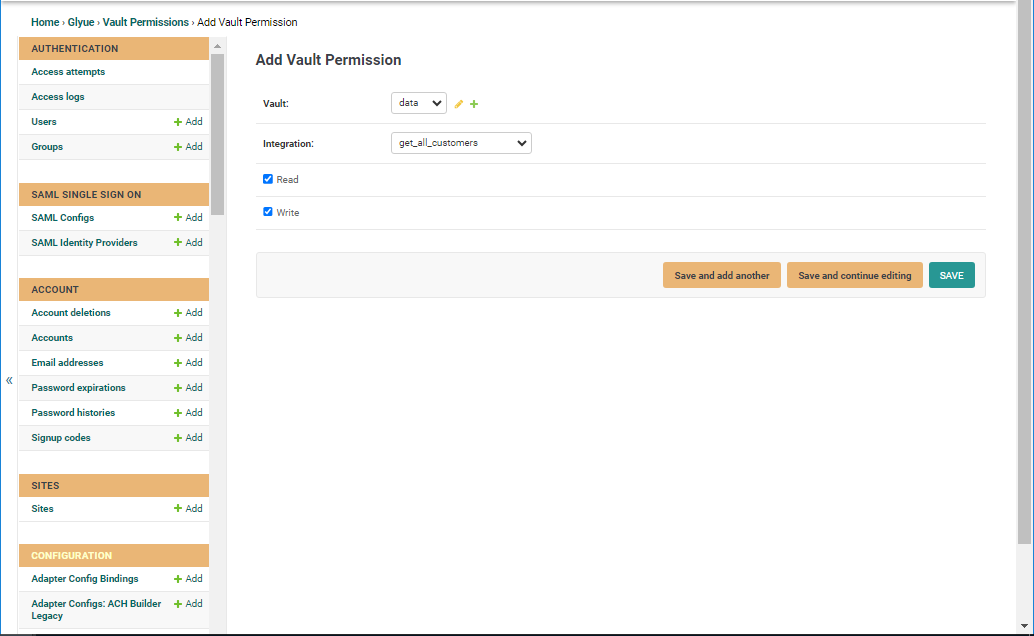 Home › Glyue › Vault Permissions › Add Vault Permission
AUTHENTICATION
Access attempts
Access logs
Users + Add
Groups + Add
SAML SINGLE SIGN ON
SAML Configs + Add
SAML Identity Providers + Add
ACCOUNT
Account deletions + Add
Accounts + Add
Email addresses + Add
Password expirations + Add
Password histories + Add
Signup codes + Add
SITES
Sites + Add
CONFIGURATION
Adapter Config Bindings + Add
Adapter Configs: ACH Builder + Add
Legacy
«
Add Vault Permission
Vault: data
Integration: get_all_customers
Read
Write
Save and add another Save and continue editing SAVE